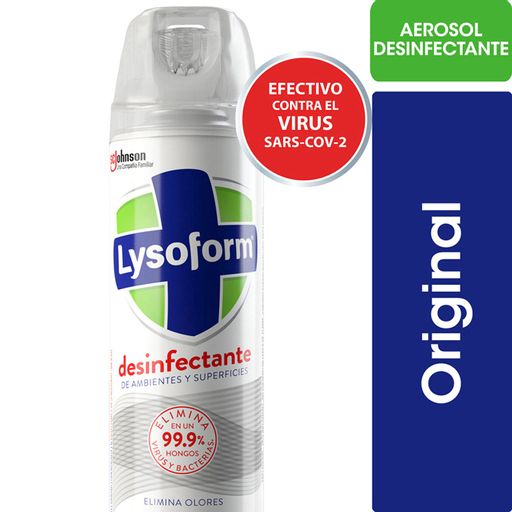 AEROSOL
DESINFECTANTE
EFECTIVO
CONTRA EL
VIRUS
SARS-COV-2
SC Johnson
Una Compañía Familiar
Lysoform®
desinfectante
DE AMBIENTES Y SUPERFICIES
ELIMINA
EN UN
99.9%
HONGOS
VIRUS Y BACTERIAS.
ELIMINA OLORES
Original